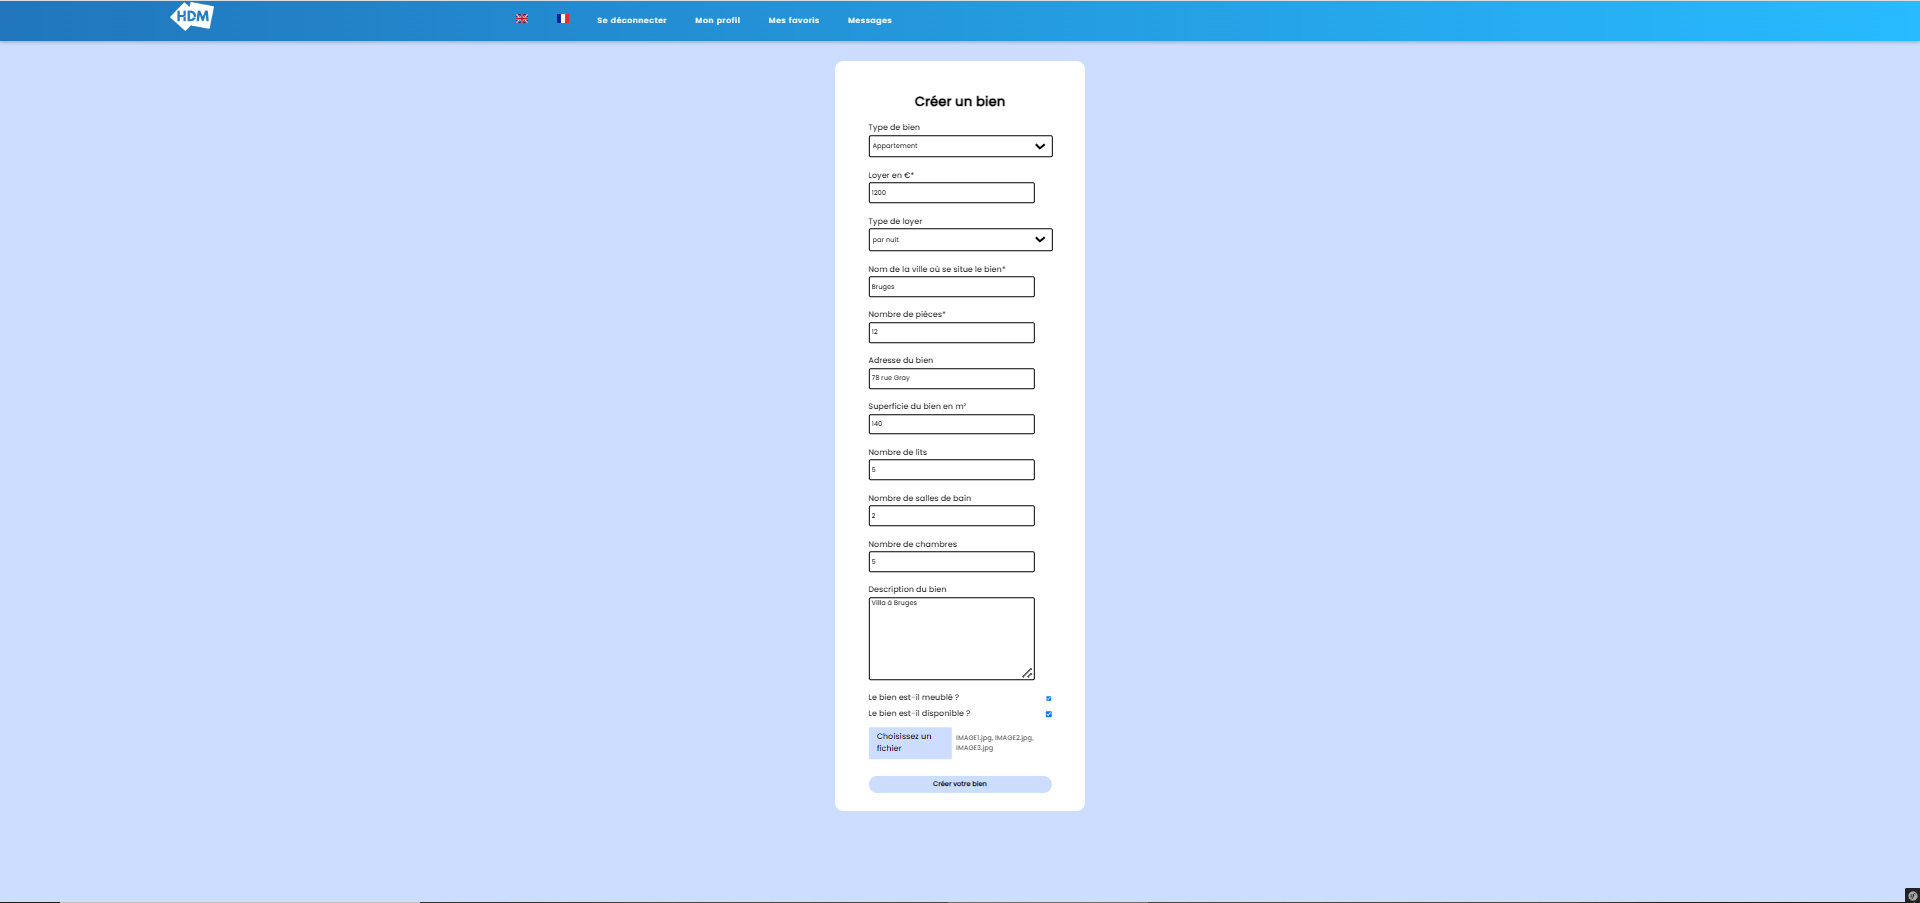 HDM
Se déconnecter Mon profil Mes favoris Messages
Créer un bien
Type de bien
Appartement
Loyer en €*
1200
Type de loyer
par nuit
Nom de la ville où se situe le bien*
Bruges
Nombre de pièces*
12
Adresse du bien
78 rue Gray
Superficie du bien en m²
140
Nombre de lits
5
Nombre de salles de bain
2
Nombre de chambres
5
Description du bien
Villa à Bruges
Le bien est-il meublé ?
Le bien est-il disponible ?
Choisissez un
fichier
IMAGE1.jpg, IMAGE2.jpg,
IMAGE3.jpg
Créer votre bien